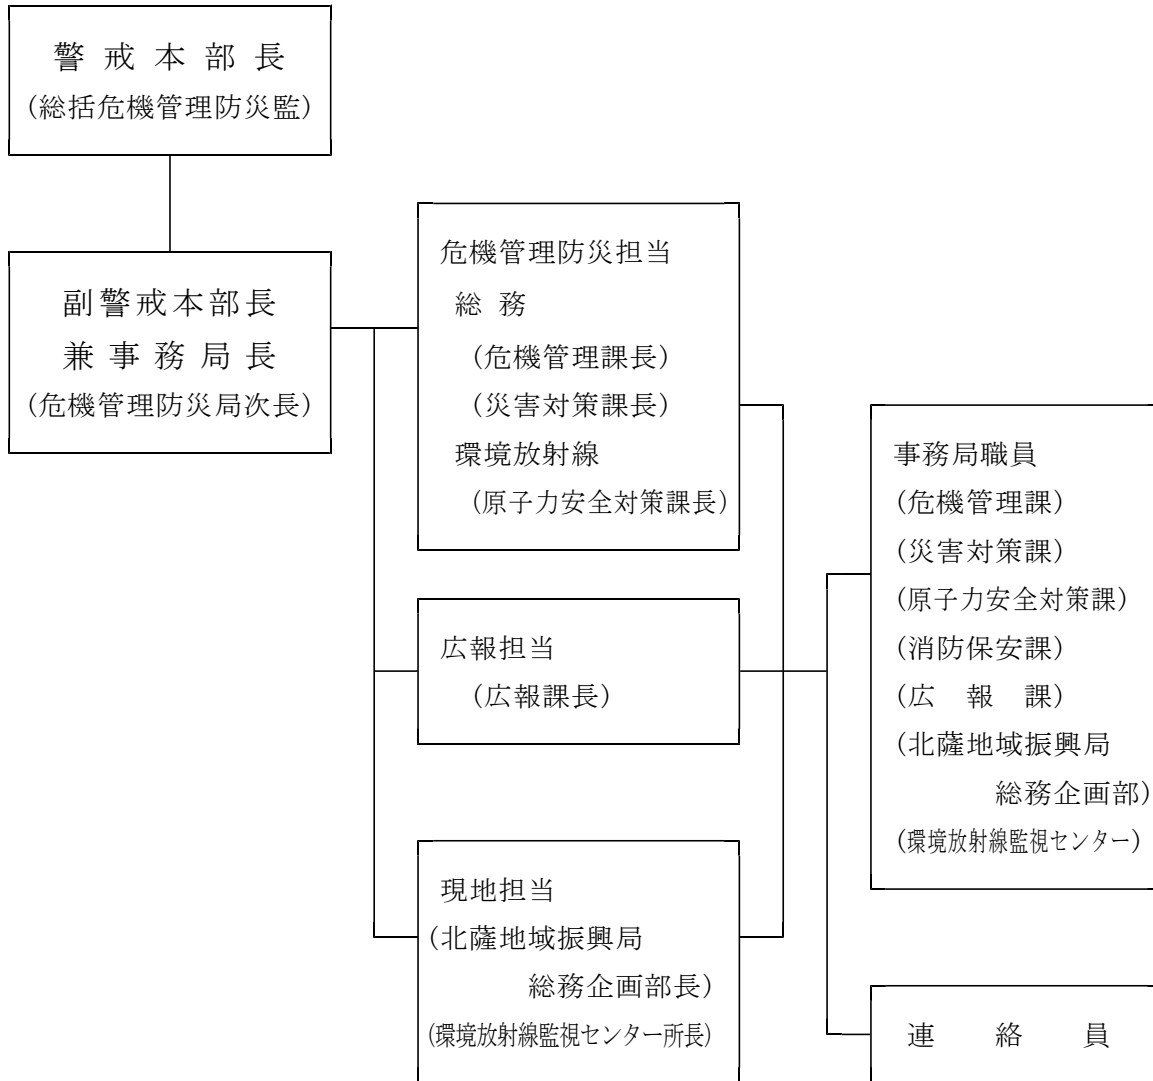 警戒本部長
(総括危機管理防災監)
副警戒本部長
兼事務局長
(危機管理防災局次長)
危機管理防災担当
総務
(危機管理課長)
(災害対策課長)
環境放射線
(原子力安全対策課長)
広報担当
(広報課長)
現地担当
(北薩地域振興局
総務企画部長)
(環境放射線監視センター所長)
事務局職員
(危機管理課)
(災害対策課)
(原子力安全対策課)
(消防保安課)
(広報課)
(北薩地域振興局
総務企画部)
(環境放射線監視センター)
連絡員